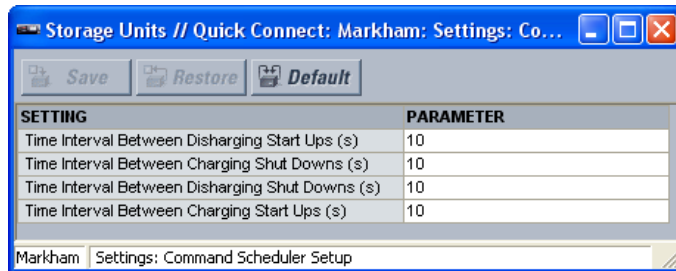 Storage Units // Quick Connect: Markham: Settings: Co...
Save Restore Default
SETTING PARAMETER
Time Interval Between Disharging Start Ups (s) 10
Time Interval Between Charging Shut Downs (s) 10
Time Interval Between Disharging Shut Downs (s) 10
Time Interval Between Charging Start Ups (s) 10
Markham Settings: Command Scheduler Setup